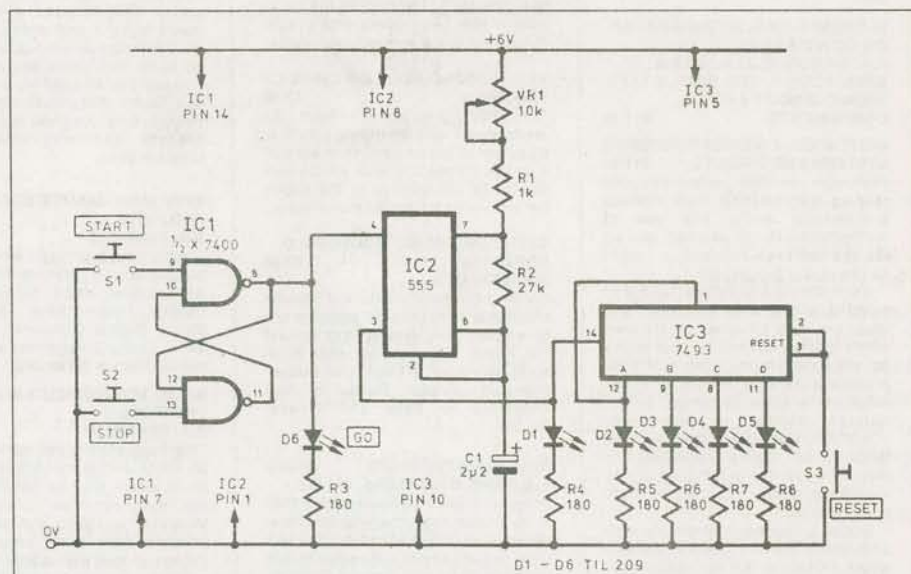 +6V
IC1
PIN 14
IC2
PIN 8
IC3
PIN 5
VR1
10k
R1
1k
R2
27k
START
S1
IC1
½ X 7400
9
10
8
12
13
11
S2
STOP
4
7
IC2
555
3
6
2
1
14
IC3
7493
RESET
2
3
A
B
C
D
12
9
8
11
D6
GO
R3
180
C1
2µ2
+
D1
D2
D3
D4
D5
R4
180
R5
180
R6
180
R7
180
R8
180
S3
RESET
0V
IC1
PIN 7
IC2
PIN 1
IC3
PIN 10
D1 – D6 TIL 209